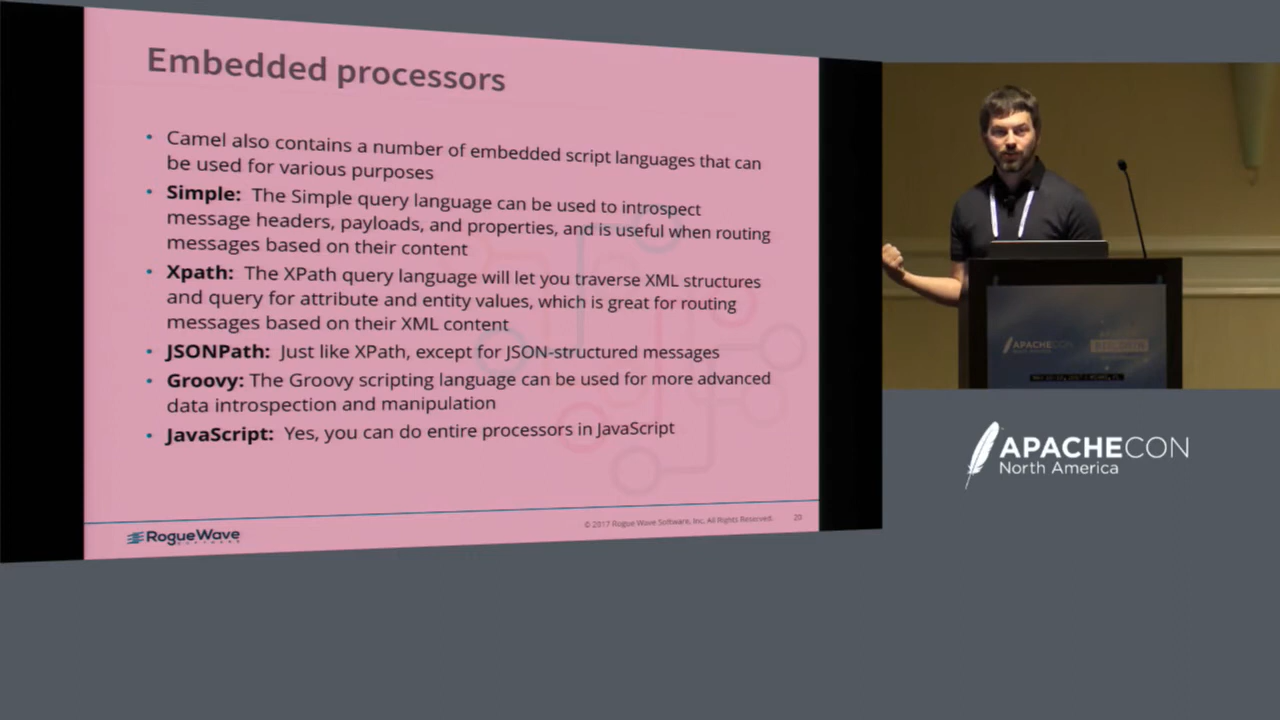 Embedded processors
• Camel also contains a number of embedded script languages that can
be used for various purposes
• Simple: The Simple query language can be used to introspect
message headers, payloads, and properties, and is useful when routing
messages based on their content
• Xpath: The XPath query language will let you traverse XML structures
and query for attribute and entity values, which is great for routing
messages based on their XML content
• JSONPath: Just like XPath, except for JSON-structured messages
• Groovy: The Groovy scripting language can be used for more advanced
data introspection and manipulation
• JavaScript: Yes, you can do entire processors in JavaScript
RogueWave
SOFTWARE
© 2017 Rogue Wave Software, Inc. All Rights Reserved.
20
APACHECON
APACHECON
North America